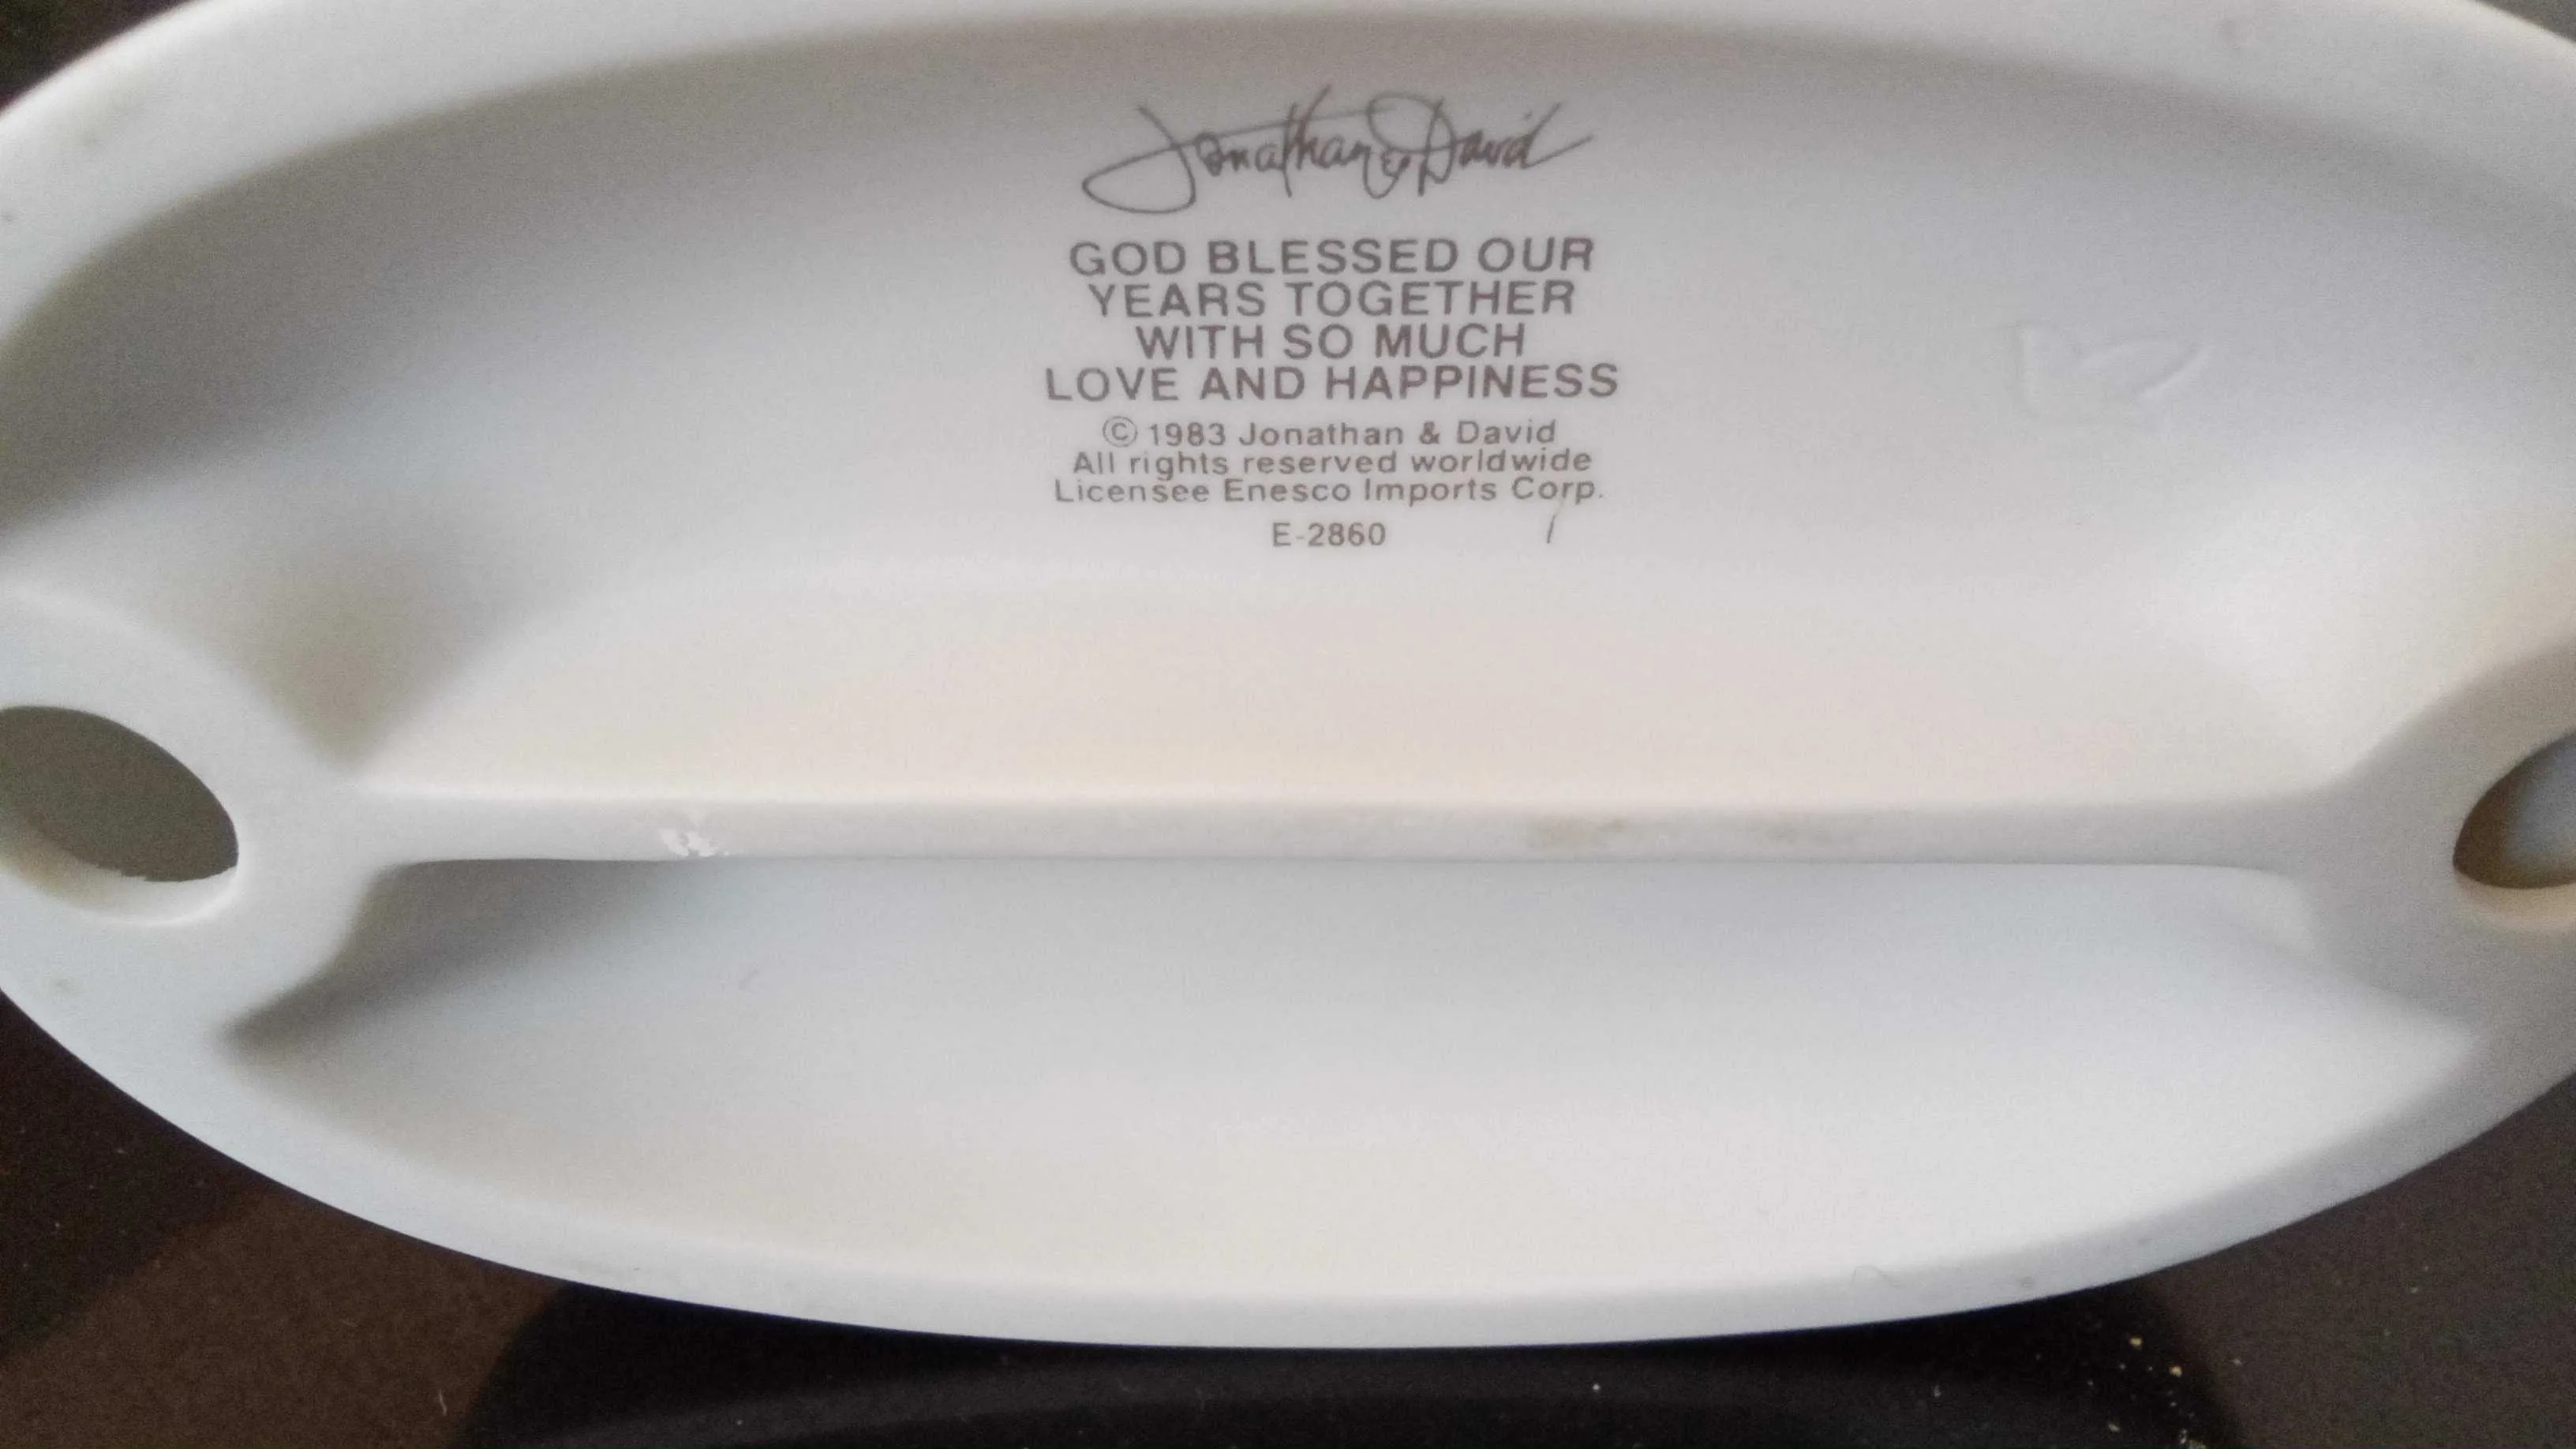 Jonathan & David
GOD BLESSED OUR
YEARS TOGETHER
WITH SO MUCH
LOVE AND HAPPINESS
© 1983 Jonathan & David
All rights reserved worldwide
Licensee Enesco Imports Corp.
E-2860